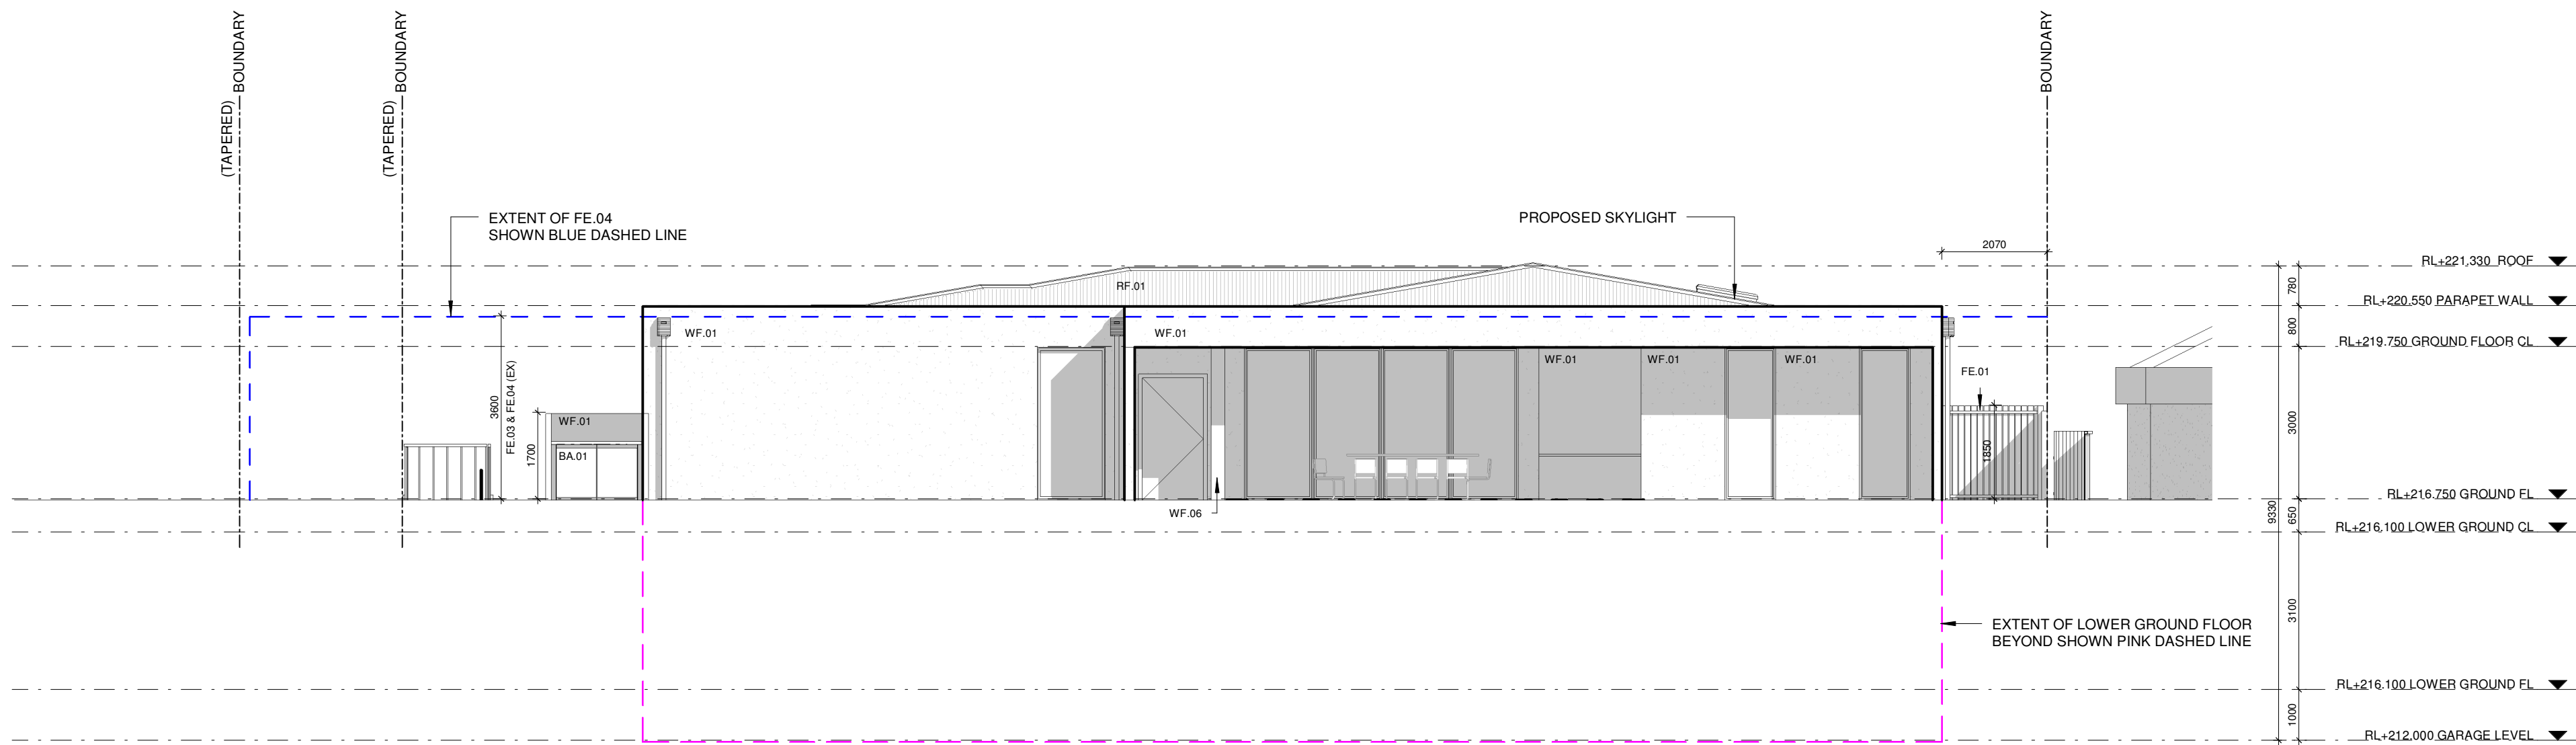 (TAPERED) BOUNDARY
(TAPERED) BOUNDARY
BOUNDARY
EXTENT OF FE.04
SHOWN BLUE DASHED LINE
PROPOSED SKYLIGHT
2070
RL+221.330 ROOF
780
RF.01
RL+220.550 PARAPET WALL
800
WF.01
WF.01
RL+219.750 GROUND FLOOR CL
WF.01
WF.01
WF.01
FE.01
3600
FE.03 & FE.04 (EX)
WF.01
1700
BA.01
1850
3000
RL+216.750 GROUND FL
WF.06
9330
650
RL+216.100 LOWER GROUND CL
3100
EXTENT OF LOWER GROUND FLOOR
BEYOND SHOWN PINK DASHED LINE
RL+216.100 LOWER GROUND FL
1000
RL+212.000 GARAGE LEVEL